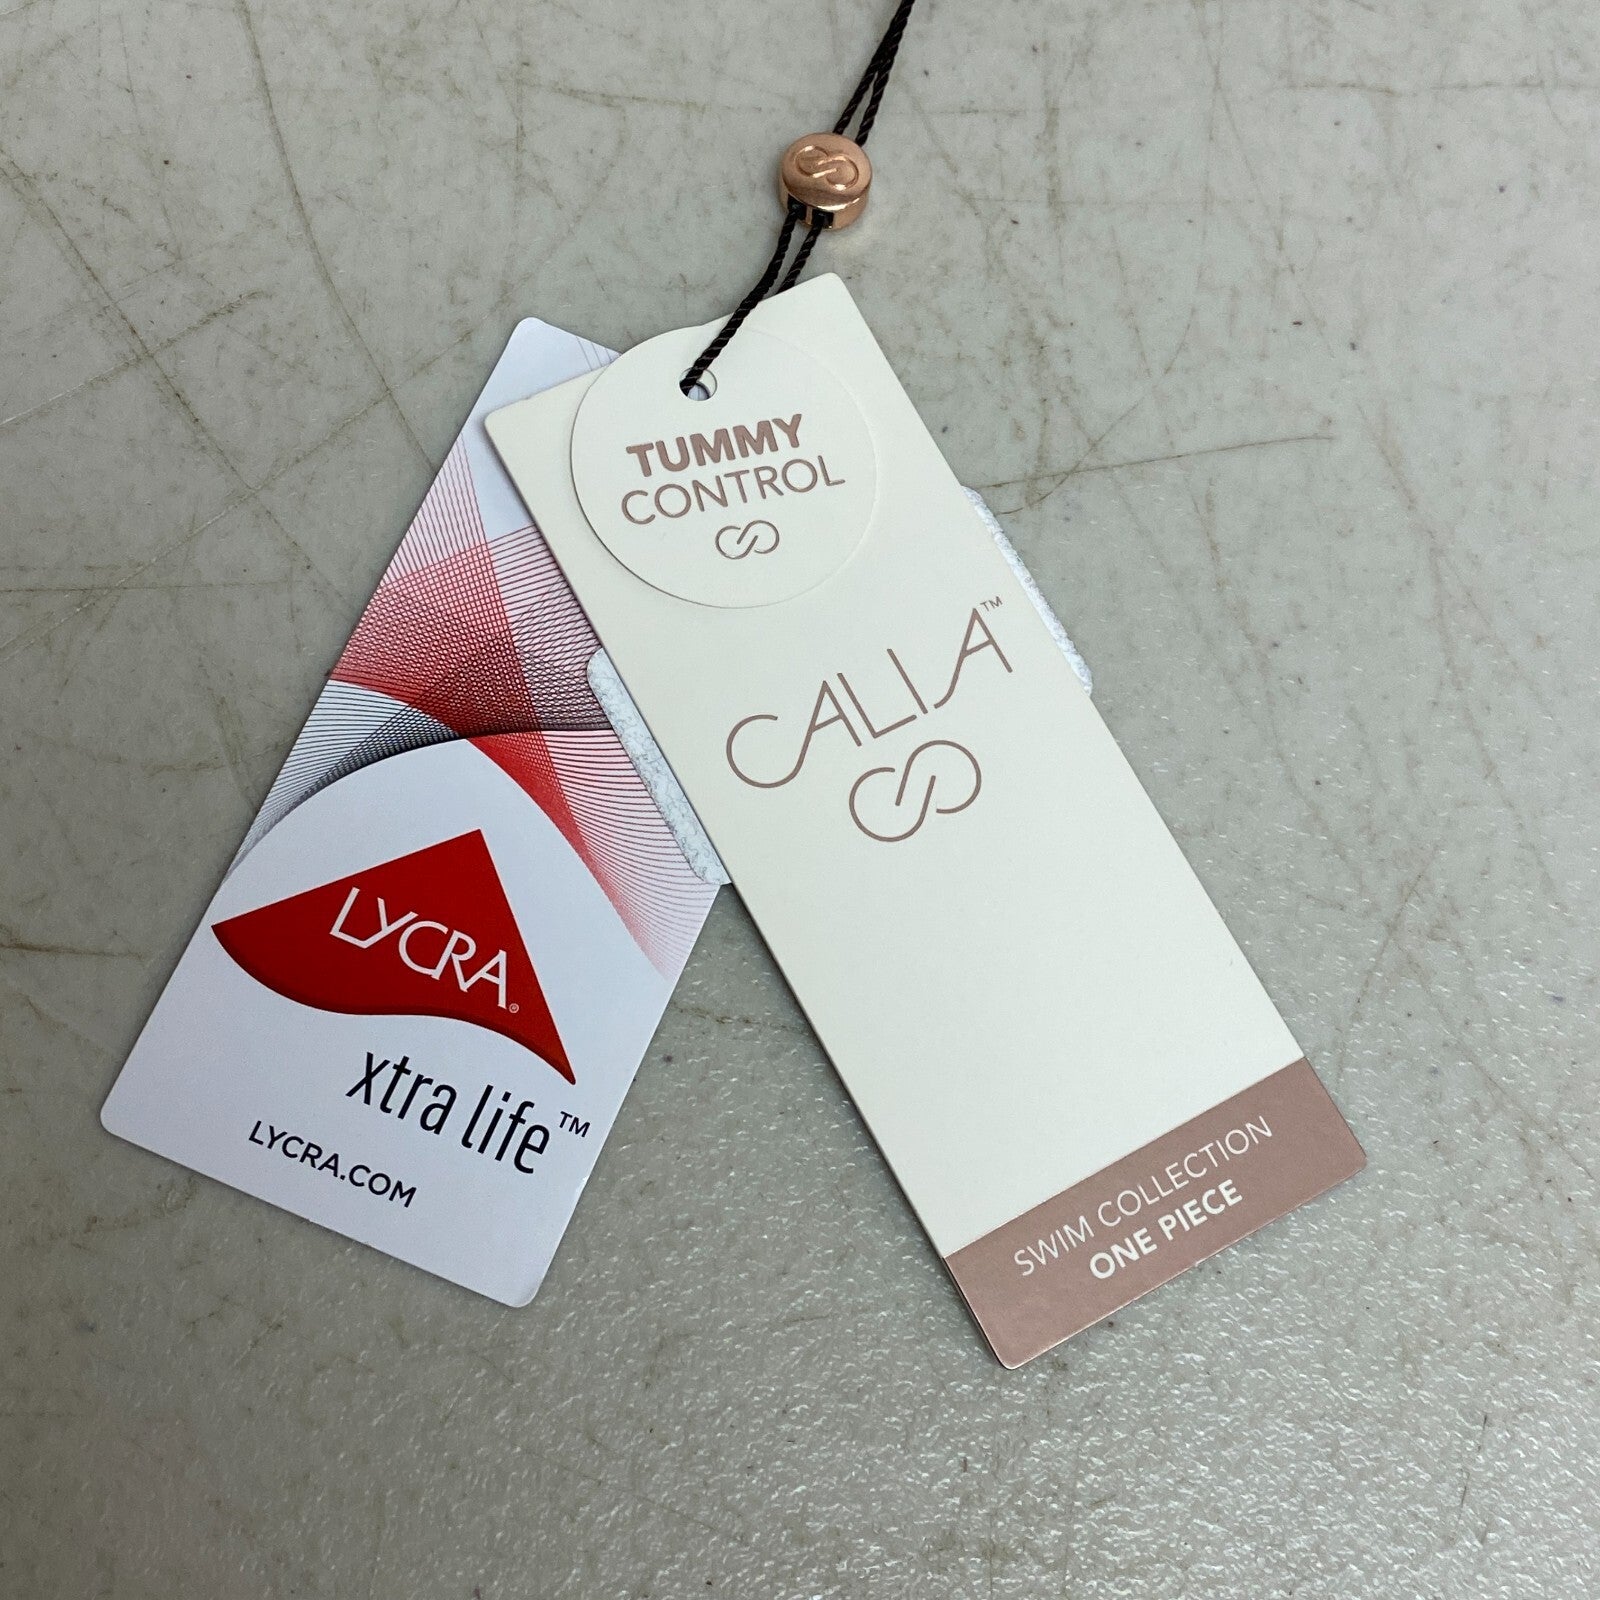 TUMMY
CONTROL
CALIA™
SWIM COLLECTION
ONE PIECE
LYCRA®
xtra life™
LYCRA.COM